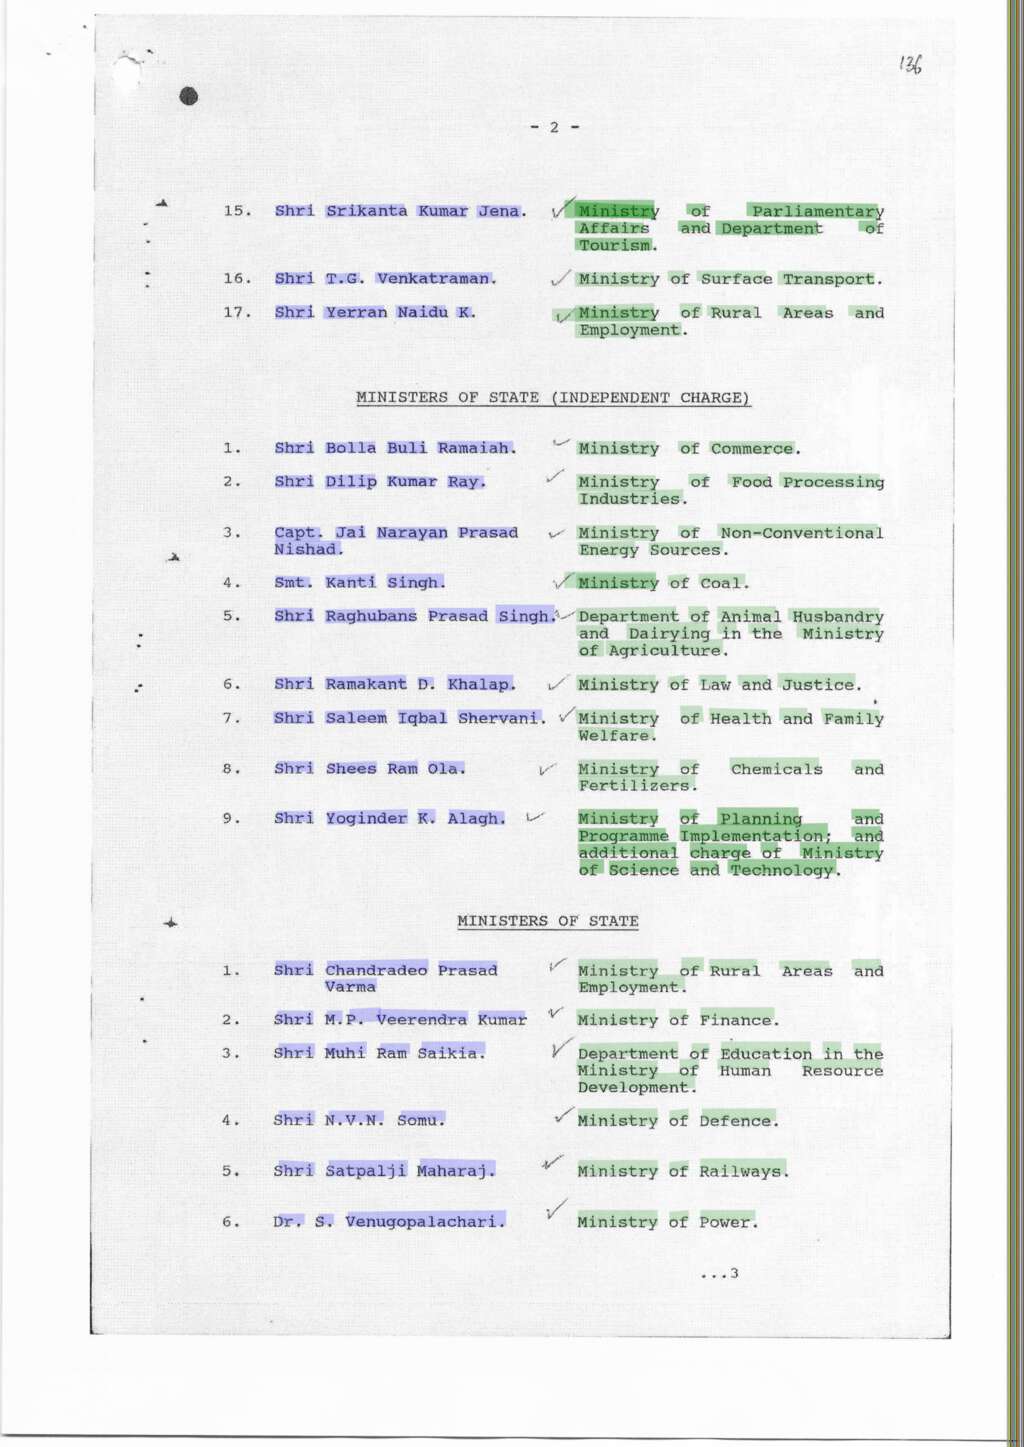 136
- 2 -
15. Shri Srikanta Kumar Jena. Ministry of Parliamentary
Affairs and Department of
Tourism.
16. Shri T.G. Venkatraman. Ministry of Surface Transport.
17. Shri Yerran Naidu K. Ministry of Rural Areas and
Employment.
MINISTERS OF STATE (INDEPENDENT CHARGE)
1. Shri Bolla Buli Ramaiah. Ministry of Commerce.
2. Shri Dilip Kumar Ray. Ministry of Food Processing
Industries.
3. Capt. Jai Narayan Prasad Ministry of Non-Conventional
Nishad. Energy Sources.
4. Smt. Kanti Singh. Ministry of Coal.
5. Shri Raghubans Prasad Singh. Department of Animal Husbandry
and Dairying in the Ministry
of Agriculture.
6. Shri Ramakant D. Khalap. Ministry of Law and Justice.
7. Shri Saleem Iqbal Shervani. Ministry of Health and Family
Welfare.
8. Shri Shees Ram Ola. Ministry of Chemicals and
Fertilizers.
9. Shri Yoginder K. Alagh. Ministry of Planning and
Programme Implementation; and
additional charge of Ministry
of Science and Technology.
MINISTERS OF STATE
1. Shri Chandradeo Prasad Ministry of Rural Areas and
Varma Employment.
2. Shri M.P. Veerendra Kumar Ministry of Finance.
3. Shri Muhi Ram Saikia. Department of Education in the
Ministry of Human Resource
Development.
4. Shri N.V.N. Somu. Ministry of Defence.
5. Shri Satpalji Maharaj. Ministry of Railways.
6. Dr. S. Venugopalachari. Ministry of Power.
...3